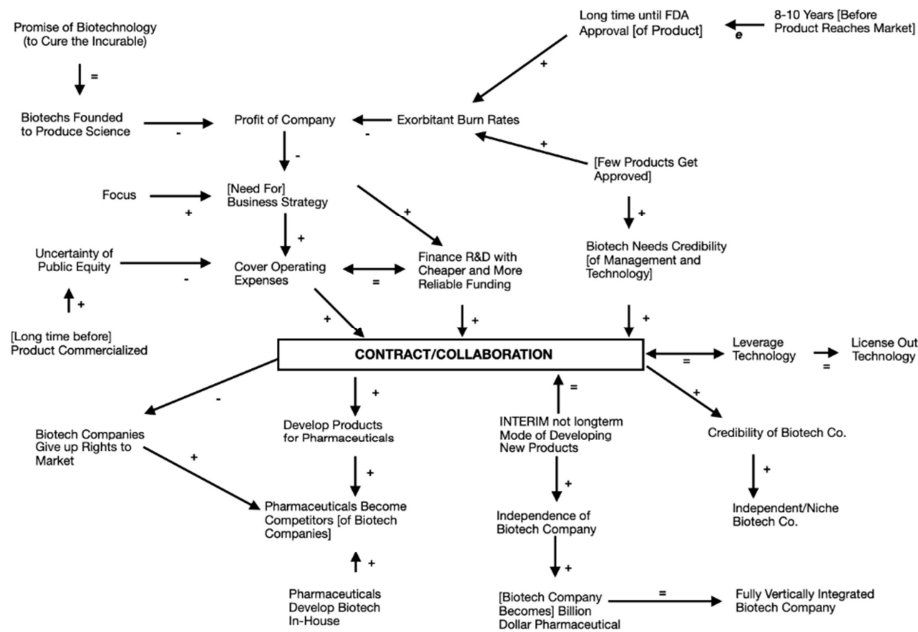 Promise of Biotechnology
(to Cure the Incurable)
=
Long time until FDA
Approval [of Product]
e
8-10 Years [Before
Product Reaches Market]
+
Biotechs Founded
to Produce Science
-
Profit of Company
-
Exorbitant Burn Rates
+
[Few Products Get
Approved]
-
Focus
+
[Need For]
Business Strategy
+
+
+
Biotech Needs Credibility
[of Management and
Technology]
Uncertainty of
Public Equity
-
Cover Operating
Expenses
=
Finance R&D with
Cheaper and More
Reliable Funding
+
[Long time before]
Product Commercialized
+
+
+
CONTRACT/COLLABORATION
=
Leverage
Technology
=
License Out
Technology
-
+
=
+
Biotech Companies
Give up Rights to
Market
Develop Products
for Pharmaceuticals
INTERIM not longterm
Mode of Developing
New Products
Credibility of Biotech Co.
+
+
+
+
Pharmaceuticals Become
Competitors [of Biotech
Companies]
Independence of
Biotech Company
Independent/Niche
Biotech Co.
+
+
Pharmaceuticals
Develop Biotech
In-House
[Biotech Company
Becomes] Billion
Dollar Pharmaceutical
=
Fully Vertically Integrated
Biotech Company